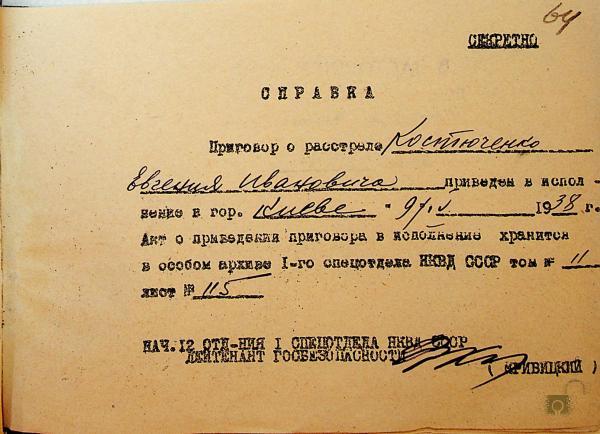 64
СЕКРЕТНО
СПРАВКА
Приговор о расстреле Костюченко
Евгения Ивановича приведен в испол-
нение в гор. Киеве " 9/V 1938 г.
Акт о приведении приговора в исполнение хранится
в особом архиве I-го спецотдела НКВД СССР том № 11
лист № 115
НАЧ. 12 ОТД-НИЯ I СПЕЦОТДЕЛА НКВД СССР
ЛЕЙТЕНАНТ ГОСБЕЗОПАСНОСТИ
(КРИВИЦКИЙ)